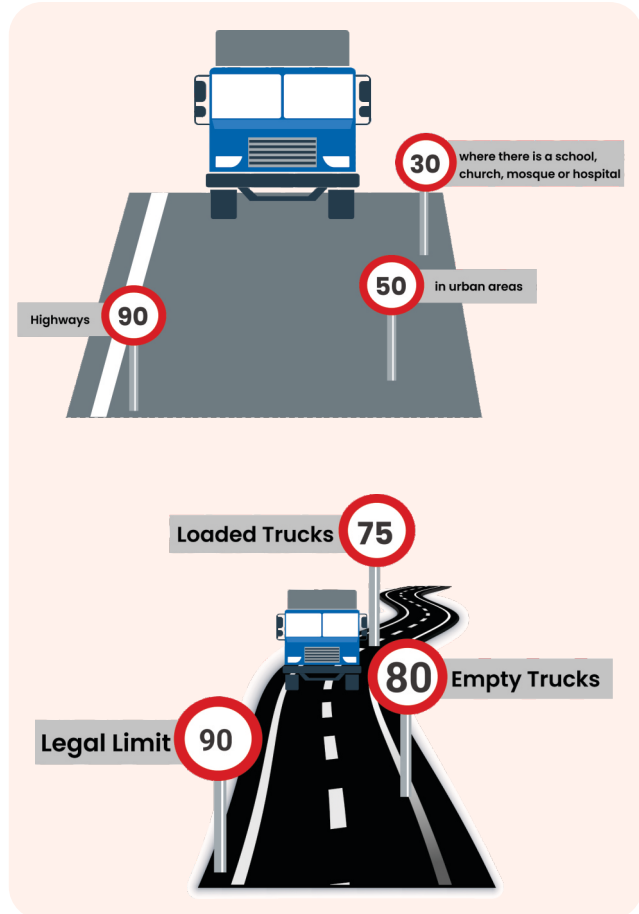 30
where there is a school,
church, mosque or hospital
50
in urban areas
Highways
90
Loaded Trucks
75
80
Empty Trucks
Legal Limit
90